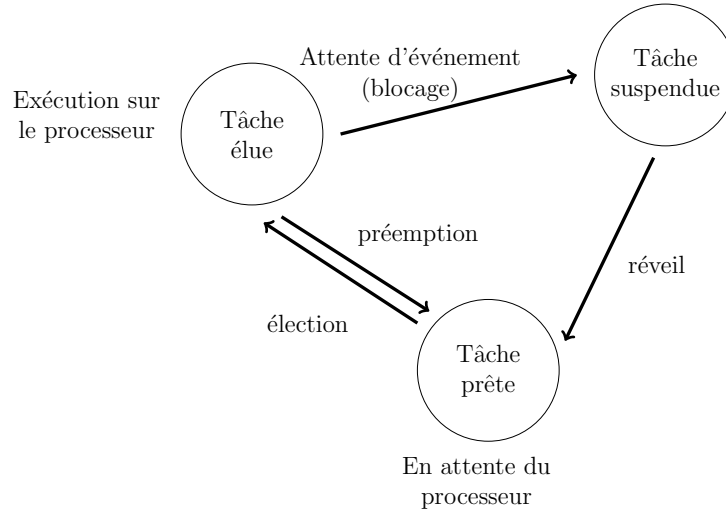 Attente d'événement
(blocage)
Tâche
suspendue
Exécution sur
le processeur
Tâche
élue
préemption
réveil
élection
Tâche
prête
En attente du
processeur